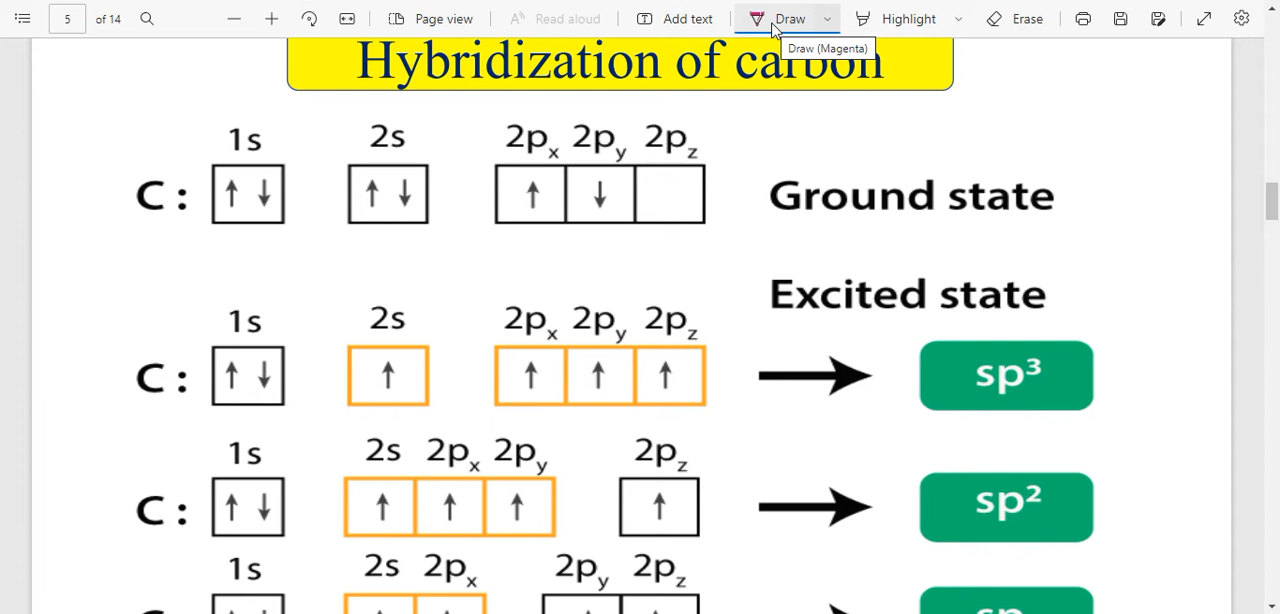 5 of 14 Page view Read aloud Add text Draw Highlight Erase
Draw (Magenta)
Hybridization of carbon
1s 2s 2px 2py 2pz
C: ↑ ↓ ↑ ↓ ↑ ↓ Ground state
Excited state
1s 2s 2px 2py 2pz
C: ↑ ↓ ↑ ↑ ↑ ↑ sp³
1s 2s 2px 2py 2pz
C: ↑ ↓ ↑ ↑ ↑ ↑ sp²
1s 2s 2px 2py 2pz